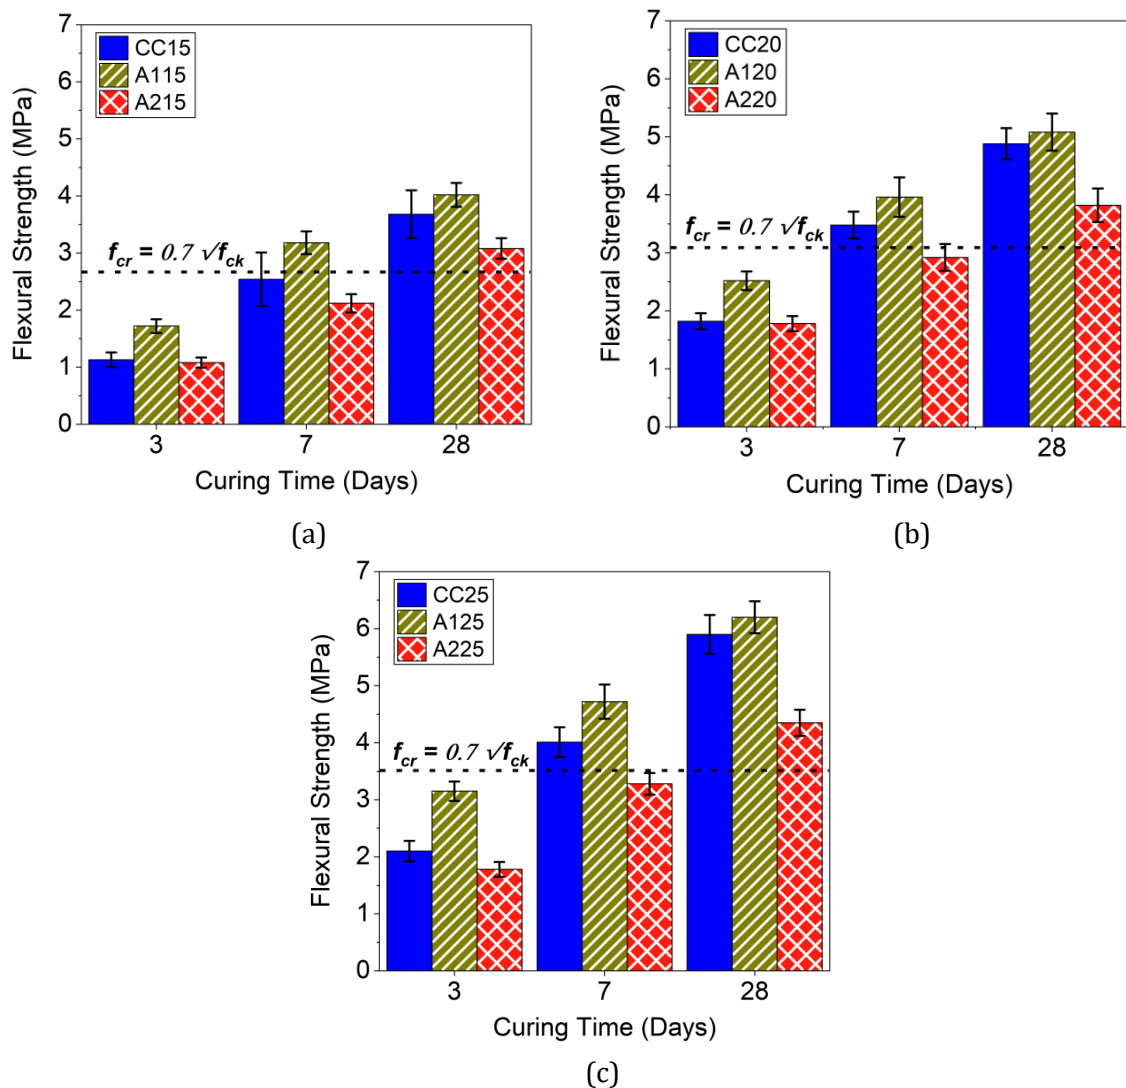 7
6
5
4
3
2
1
0
Flexural Strength (MPa)
CC15
A115
A215
f_cr = 0.7 √f_ck
3 7 28
Curing Time (Days)
(a)
7
6
5
4
3
2
1
0
Flexural Strength (MPa)
CC20
A120
A220
f_cr = 0.7 √f_ck
3 7 28
Curing Time (Days)
(b)
7
6
5
4
3
2
1
0
Flexural Strength (MPa)
CC25
A125
A225
f_cr = 0.7 √f_ck
3 7 28
Curing Time (Days)
(c)